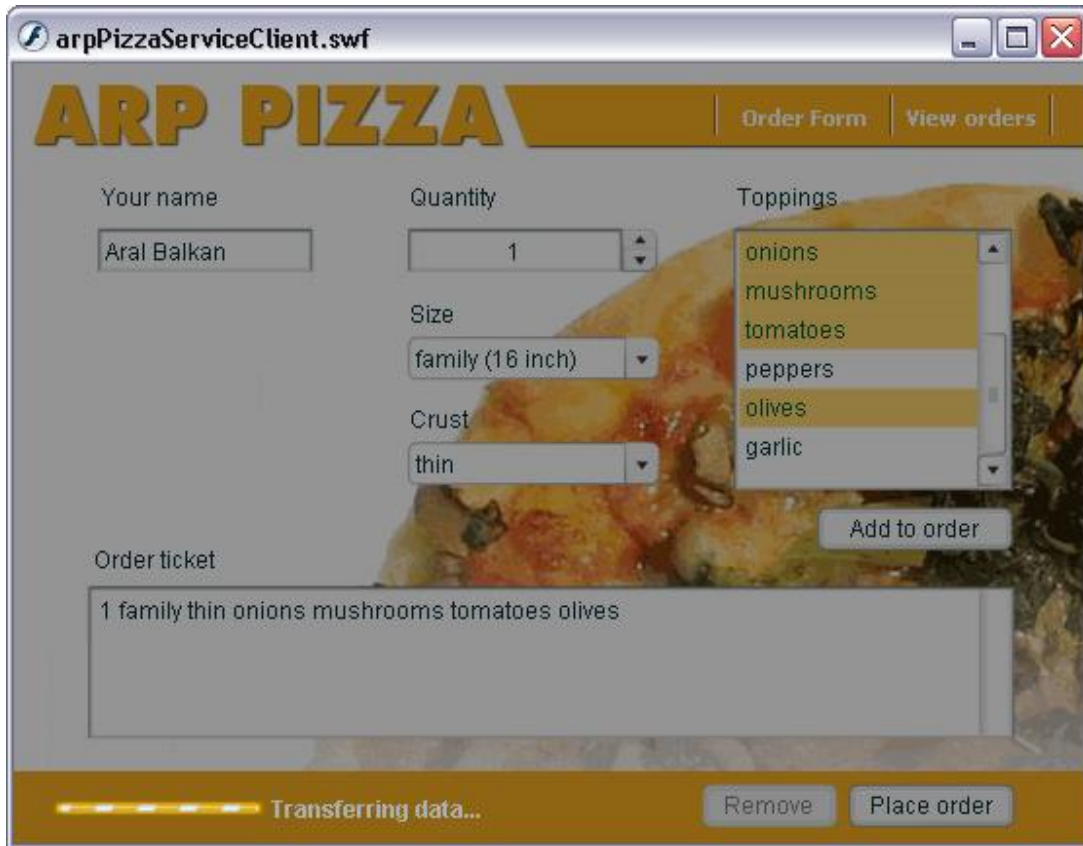 arpPizzaServiceClient.swf
ARP PIZZA
Order Form
View orders
Your name
Quantity
Toppings
Aral Balkan
1
onions
mushrooms
tomatoes
peppers
olives
garlic
Size
family (16 inch)
Crust
thin
Add to order
Order ticket
1 family thin onions mushrooms tomatoes olives
Transferring data...
Remove
Place order